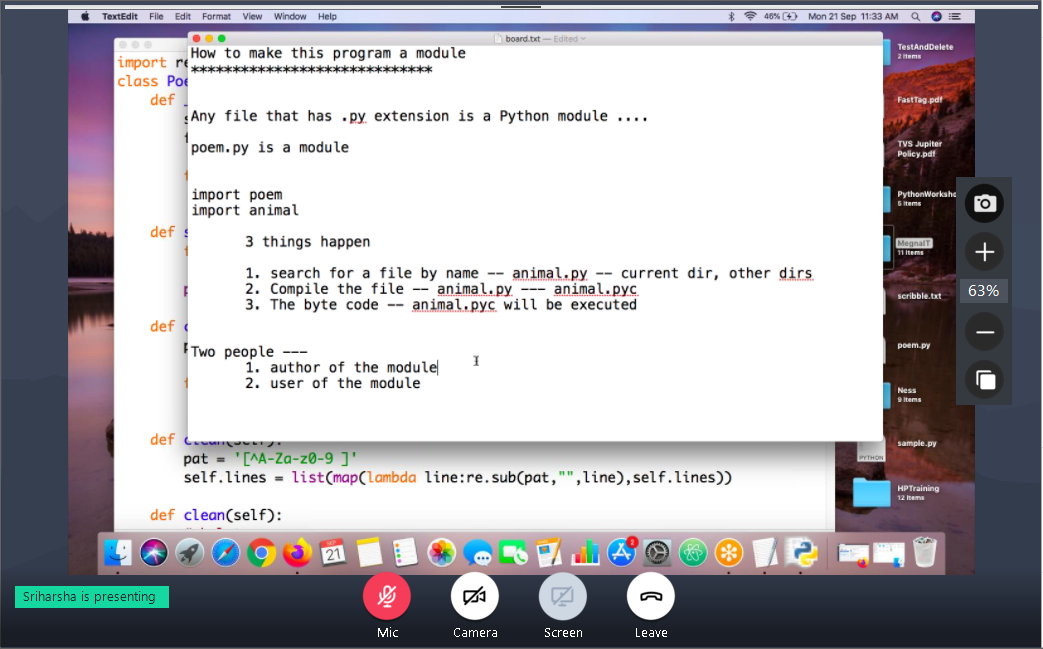 TextEdit File Edit Format View Window Help 46% Mon 21 Sep 11:33 AM
board.txt — Edited
How to make this program a module
*****************************
Any file that has .py extension is a Python module ....
poem.py is a module
import poem
import animal
3 things happen
1. search for a file by name -- animal.py -- current dir, other dirs
2. Compile the file -- animal.py --- animal.pyc
3. The byte code -- animal.pyc will be executed
Two people ---
1. author of the module
2. user of the module
import re
class Poe
def
def s
def c
def clean(self):
pat = '[^A-Za-z0-9 ]'
self.lines = list(map(lambda line:re.sub(pat,"",line),self.lines))
def clean(self):
TestAndDelete
2 items
FastTag.pdf
TVS Jupiter
Policy.pdf
PythonWorksho
5 items
MegnaIT
11 items
scribble.txt
poem.py
Ness
9 items
PYTHON
sample.py
HPTraining
12 items
63%
SEP
21
2
Sriharsha is presenting
Mic
Camera
Screen
Leave